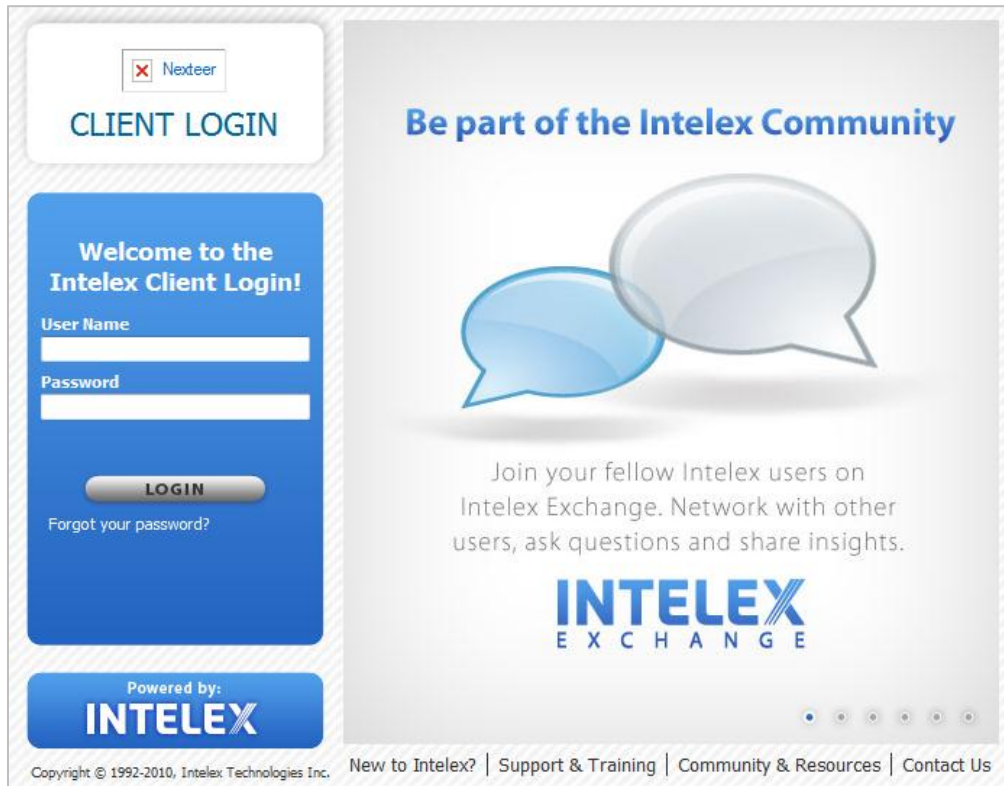 Nexteer
CLIENT LOGIN
Welcome to the
Intelex Client Login!
User Name
Password
LOGIN
Forgot your password?
Powered by:
INTELEX
Copyright © 1992-2010, Intelex Technologies Inc.
Be part of the Intelex Community
Join your fellow Intelex users on
Intelex Exchange. Network with other
users, ask questions and share insights.
INTELEX
EXCHANGE
New to Intelex? | Support & Training | Community & Resources | Contact Us